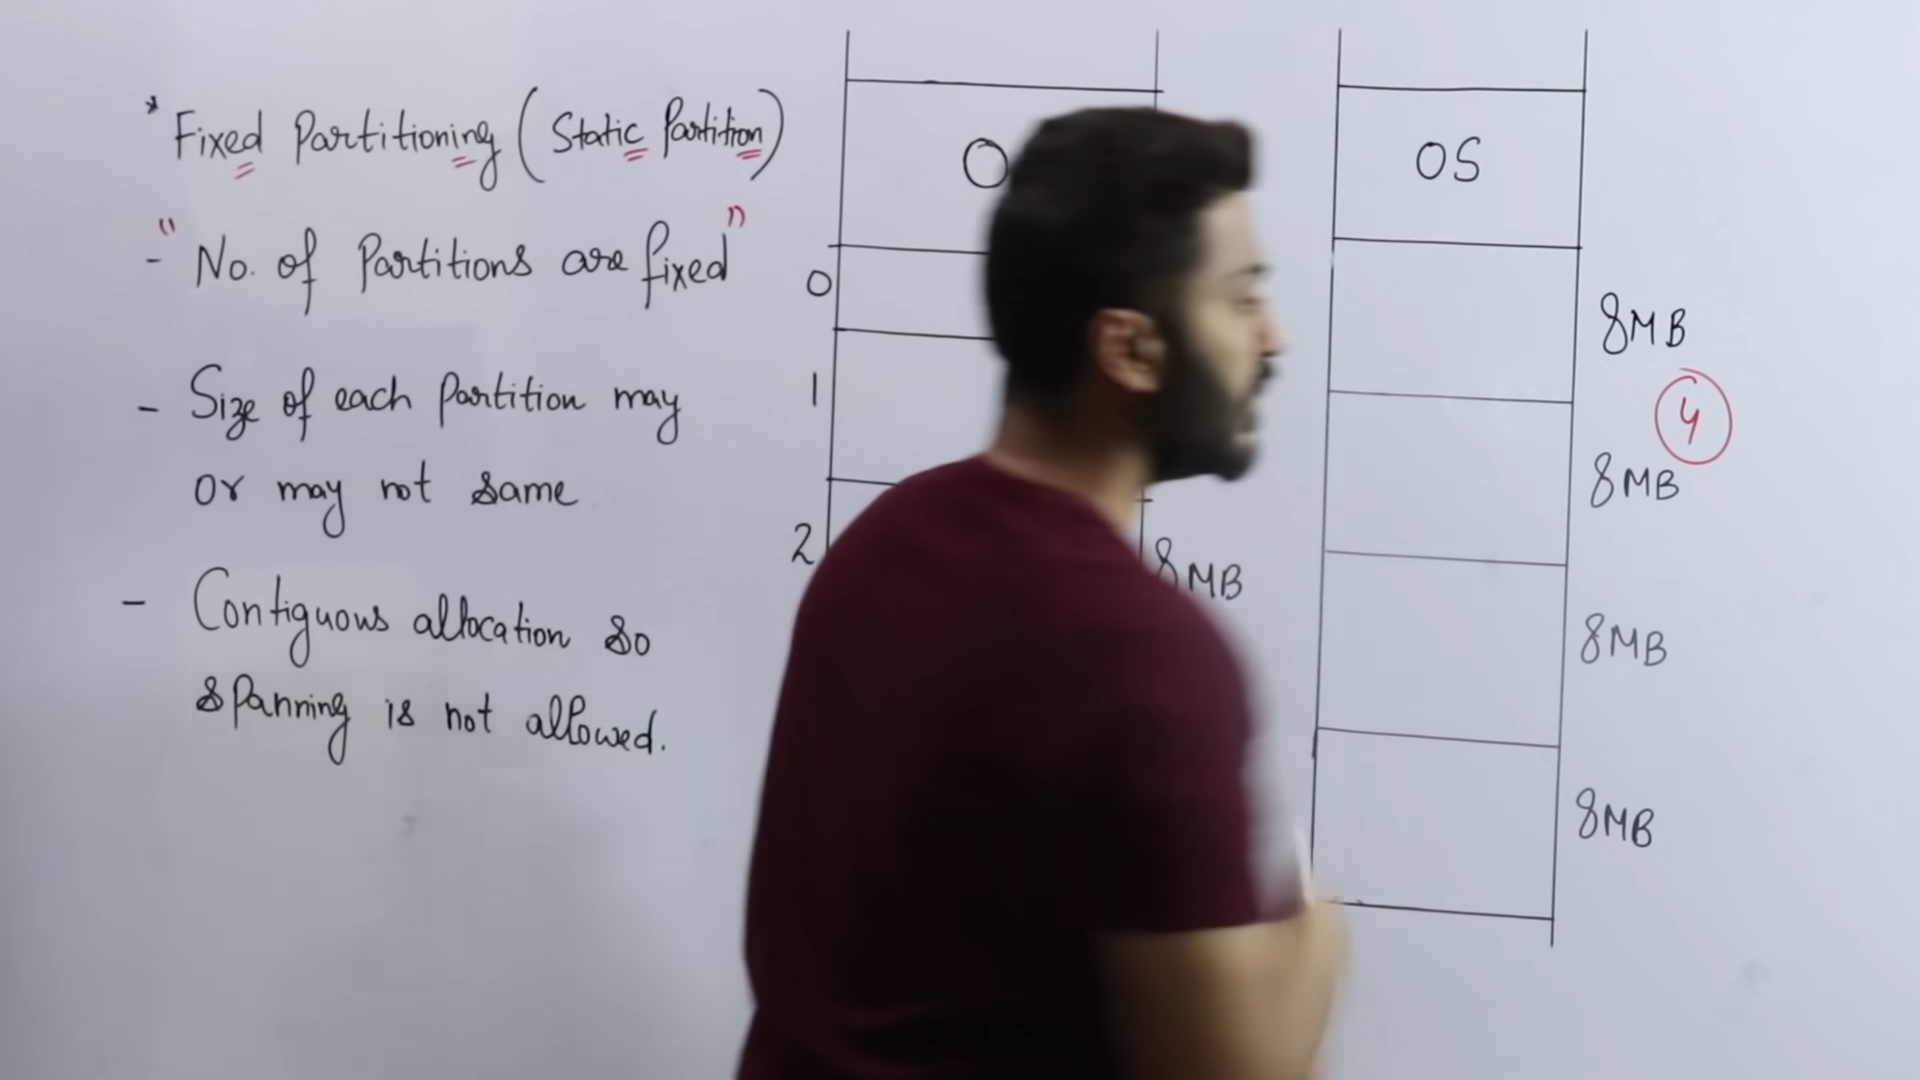 * Fixed Partitioning (Static Partition)
- "No. of Partitions are fixed"
- Size of each Partition may
or may not same
- Contiguous allocation so
spanning is not allowed.
0
1
2
8MB
OS
8MB
4
8MB
8MB
8MB